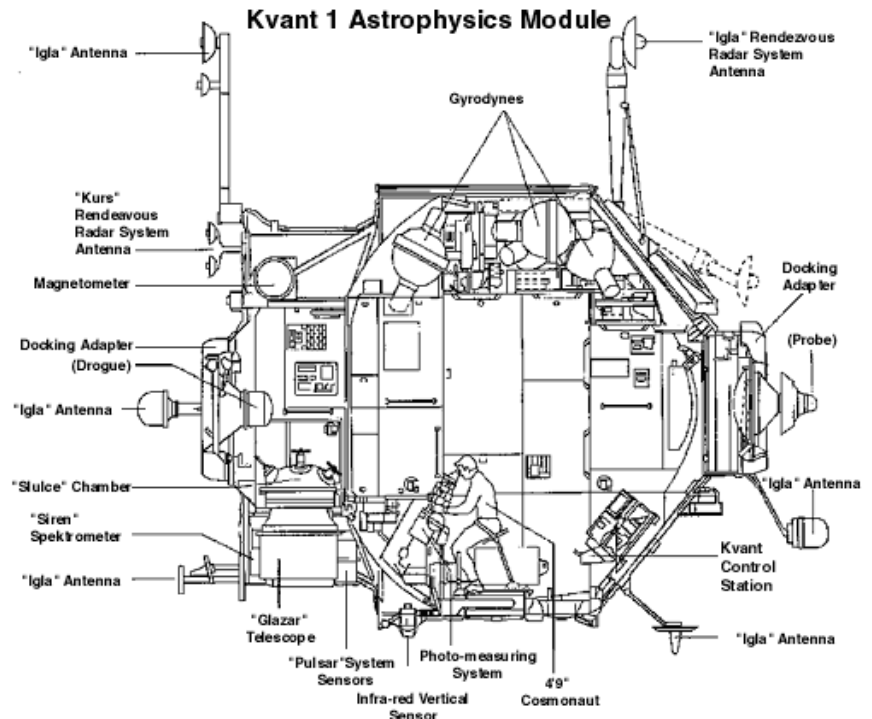 Kvant 1 Astrophysics Module
"Igla" Antenna
"Igla" Rendezvous
Radar System
Antenna
Gyrodynes
"Kurs"
Rendeavous
Radar System
Antenna
Magnetometer
Docking
Adapter
Docking Adapter
(Drogue)
(Probe)
"Igla" Antenna
"Slulce" Chamber
"Igla" Antenna
"Siren"
Spektrometer
"Igla" Antenna
Kvant
Control
Station
"Glazar"
Telescope
"Igla" Antenna
"Pulsar"System
Sensors
Photo-measuring
System
4'9"
Cosmonaut
Infra-red Vertical
Sensor